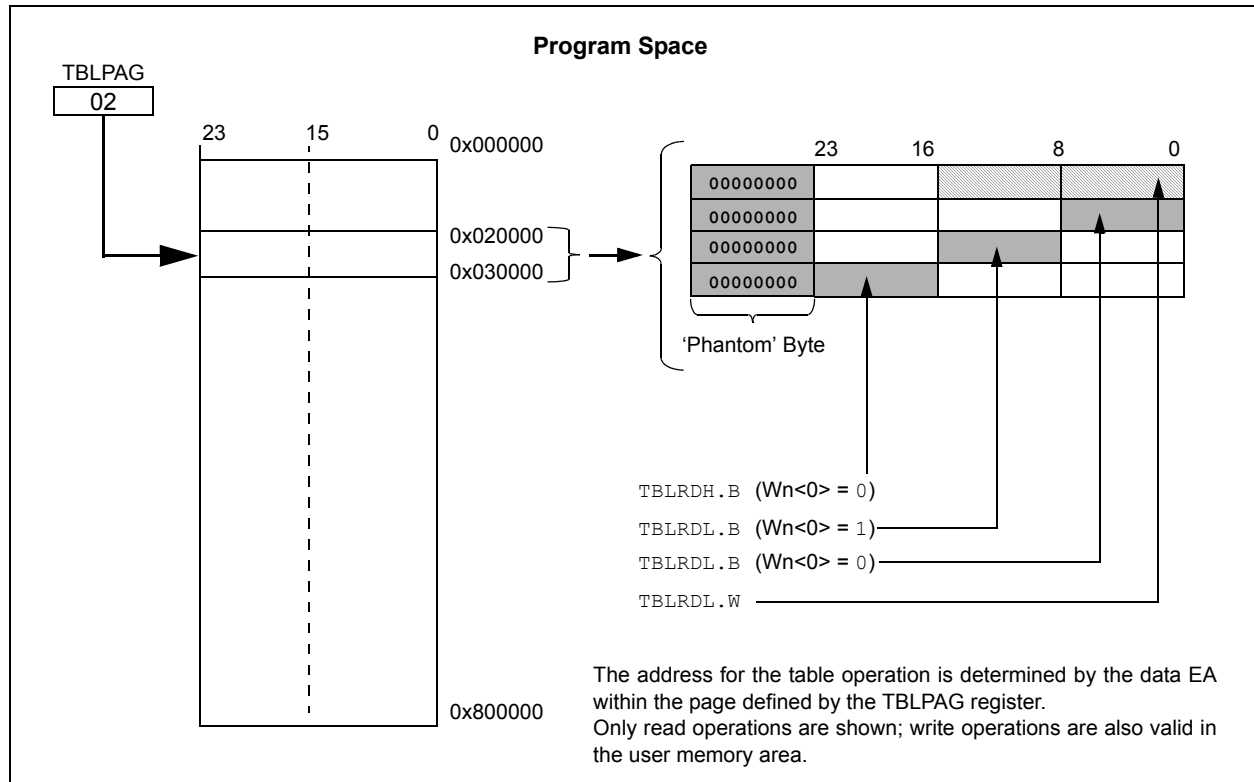 Program Space
TBLPAG
02
23 15 0
0x000000
0x020000
0x030000
0x800000
23 16 8 0
00000000
00000000
00000000
00000000
‘Phantom’ Byte
TBLRDH.B (Wn<0> = 0)
TBLRDL.B (Wn<0> = 1)
TBLRDL.B (Wn<0> = 0)
TBLRDL.W
The address for the table operation is determined by the data EA
within the page defined by the TBLPAG register.
Only read operations are shown; write operations are also valid in
the user memory area.